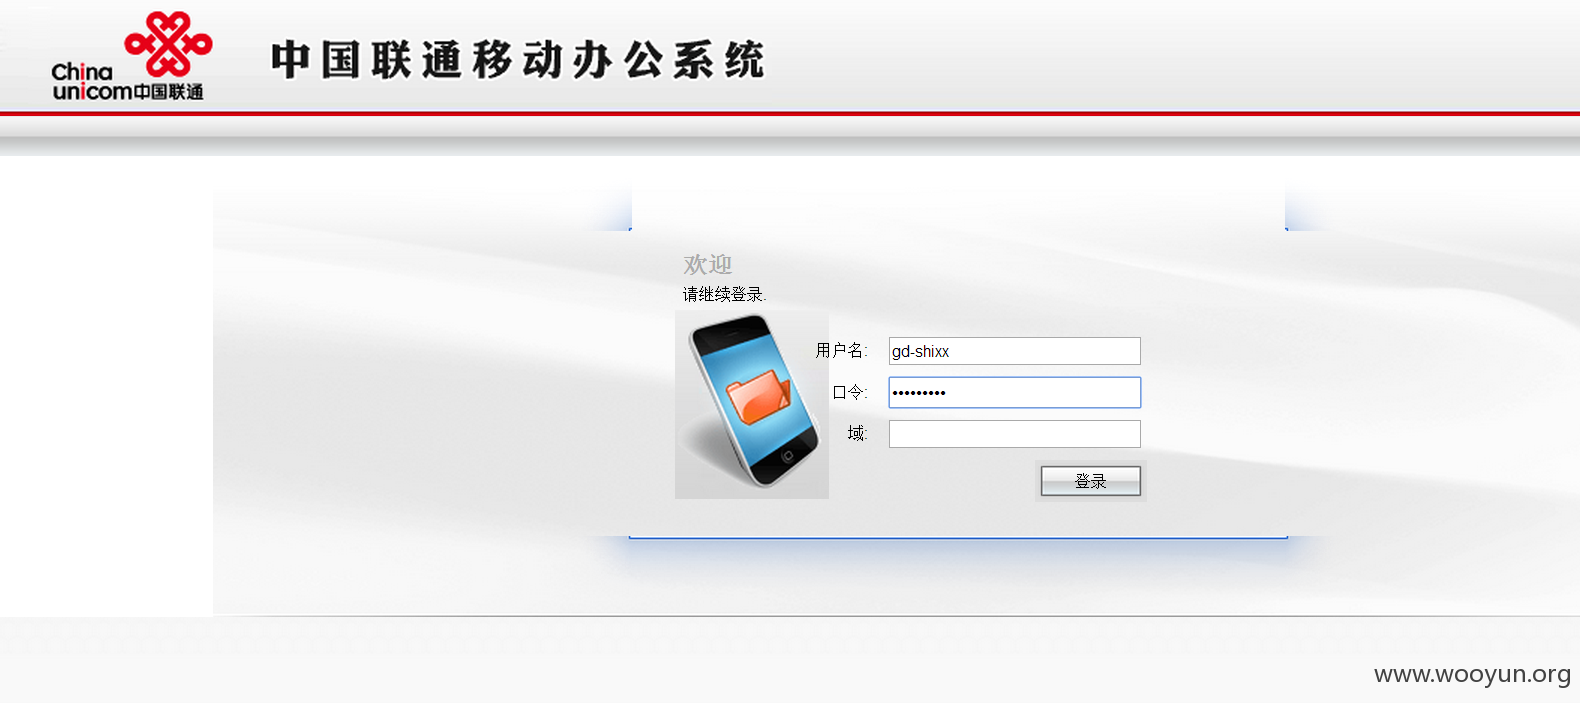 China
unicom中国联通
中国联通移动办公系统
欢迎
请继续登录.
用户名: gd-shixx
口令: •••••••••
域:
登录
www.wooyun.org